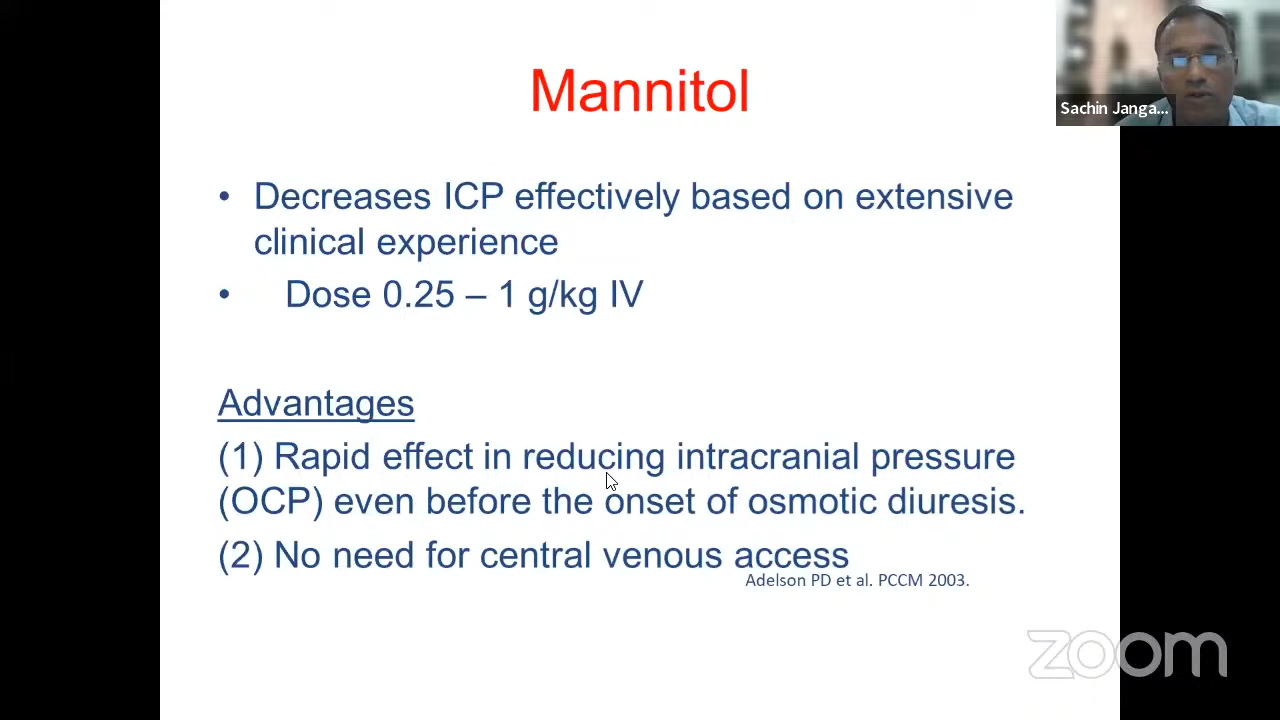 Mannitol
Sachin Janga...
• Decreases ICP effectively based on extensive
clinical experience
• Dose 0.25 – 1 g/kg IV
Advantages
(1) Rapid effect in reducing intracranial pressure
(OCP) even before the onset of osmotic diuresis.
(2) No need for central venous access
Adelson PD et al. PCCM 2003.
zoom